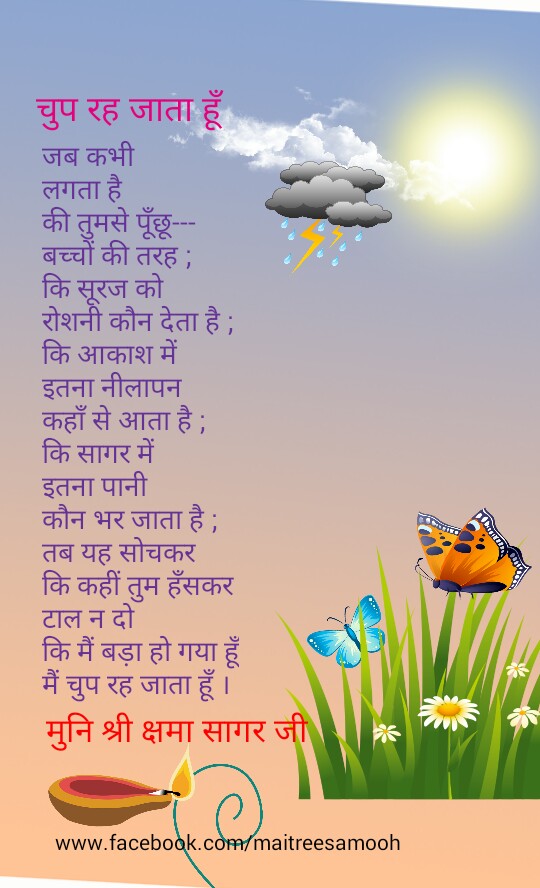 चुप रह जाता हूँ
जब कभी
लगता है
की तुमसे पूँछू---
बच्चों की तरह ;
कि सूरज को
रोशनी कौन देता है ;
कि आकाश में
इतना नीलापन
कहाँ से आता है ;
कि सागर में
इतना पानी
कौन भर जाता है ;
तब यह सोचकर
कि कहीं तुम हँसकर
टाल न दो
कि मैं बड़ा हो गया हूँ
मैं चुप रह जाता हूँ ।
मुनि श्री क्षमा सागर जी
www.facebook.com/maitreesamooh